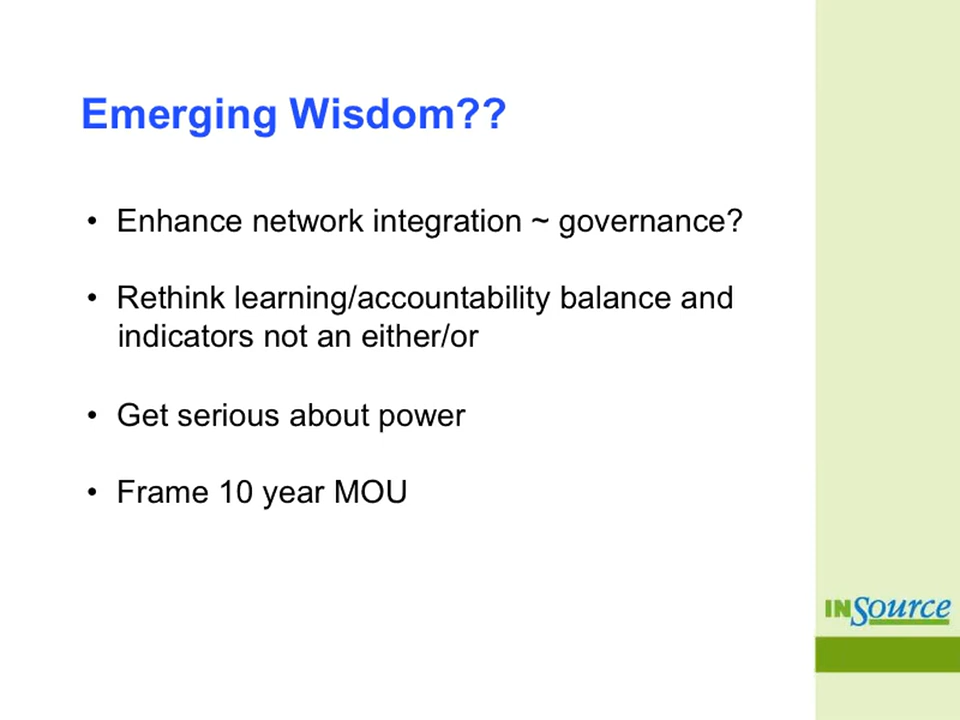 Emerging Wisdom??
• Enhance network integration ~ governance?
• Rethink learning/accountability balance and
indicators not an either/or
• Get serious about power
• Frame 10 year MOU
INSource